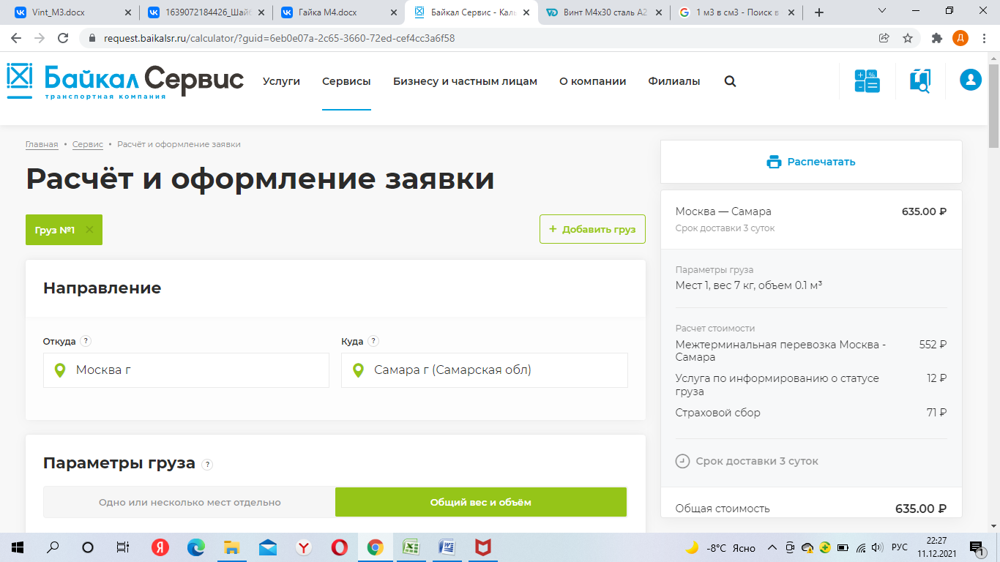 Vint_M3.docx
1639072184426_Шайб
Гайка М4.docx
Байкал Сервис - Каль
Винт М4х30 сталь А2
1 м3 в см3 - Поиск в
request.baikalsr.ru/calculator/?guid=6eb0e07a-2c65-3660-72ed-cef4cc3a6f58
Д
Байкал Сервис
транспортная компания
Услуги
Сервисы
Бизнесу и частным лицам
О компании
Филиалы
Главная • Сервис • Расчёт и оформление заявки
Расчёт и оформление заявки
Груз №1
+ Добавить груз
Направление
Откуда ?
Куда ?
Москва г
Самара г (Самарская обл)
Параметры груза ?
Одно или несколько мест отдельно
Общий вес и объём
Распечатать
Москва — Самара 635.00 ₽
Срок доставки 3 суток
Параметры груза
Мест 1, вес 7 кг, объем 0.1 м³
Расчет стоимости
Межтерминальная перевозка Москва - 552 ₽
Самара
Услуга по информированию о статусе 12 ₽
груза
Страховой сбор 71 ₽
Срок доставки 3 суток
Общая стоимость 635.00 ₽
-8°C Ясно
РУС
22:27
11.12.2021
1